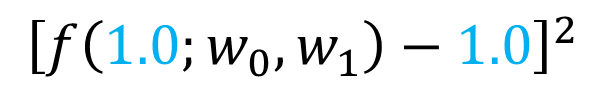 [𝑓(1.0; 𝑤₀, 𝑤₁) − 1.0]²